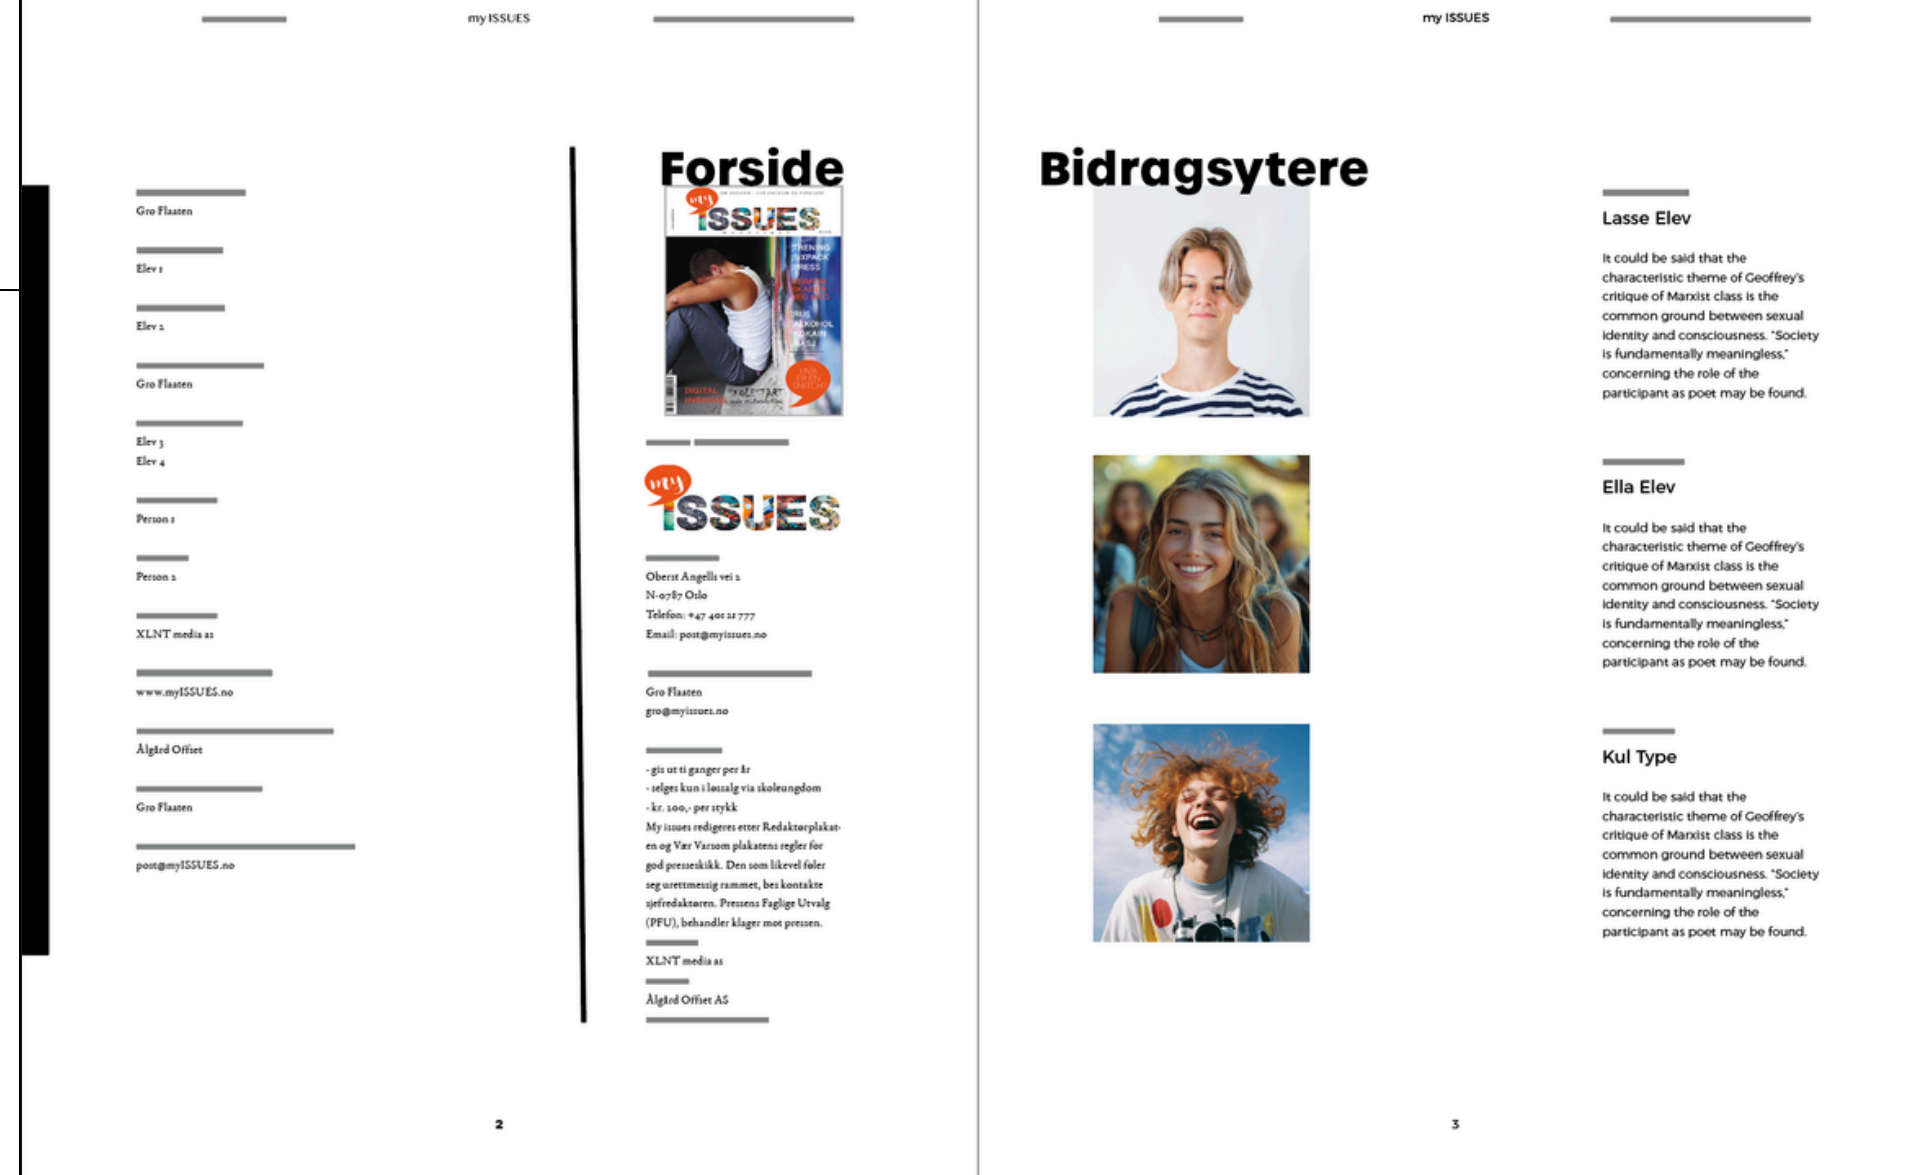 my ISSUES
Gro Flaaten
Elev 1
Elev 2
Gro Flaaten
Elev 3
Elev 4
Person 1
Person 2
XLNT media as
www.myISSUES.no
Ålgård Offset
Gro Flaaten
post@myISSUES.no
Forside
my
ISSUES
TRENING
SIXPACK
PRESS
RUS
ALKOHOL
KOKAIN
HASJ
HVA
ER EN
SNITCH?
DIGITAL
my
ISSUES
Oberst Angells vei 2
N-0787 Oslo
Telefon: +47 401 21 777
Email: post@myissues.no
Gro Flaaten
gro@myissues.no
- gis ut ti ganger per år
- selges kun i løssalg via skoleungdom
- kr. 100,- per stykk
My issues redigeres etter Redaktørplakat-
en og Vær Varsom plakatens regler for
god presseskikk. Den som likevel føler
seg urettmessig rammet, bes kontakte
sjefredaktøren. Pressens Faglige Utvalg
(PFU), behandler klager mot pressen.
XLNT media as
Ålgård Offset AS
2
my ISSUES
Bidragsytere
Lasse Elev
It could be said that the
characteristic theme of Geoffrey's
critique of Marxist class is the
common ground between sexual
identity and consciousness. "Society
is fundamentally meaningless,"
concerning the role of the
participant as poet may be found.
Ella Elev
It could be said that the
characteristic theme of Geoffrey's
critique of Marxist class is the
common ground between sexual
identity and consciousness. "Society
is fundamentally meaningless,"
concerning the role of the
participant as poet may be found.
Kul Type
It could be said that the
characteristic theme of Geoffrey's
critique of Marxist class is the
common ground between sexual
identity and consciousness. "Society
is fundamentally meaningless,"
concerning the role of the
participant as poet may be found.
3